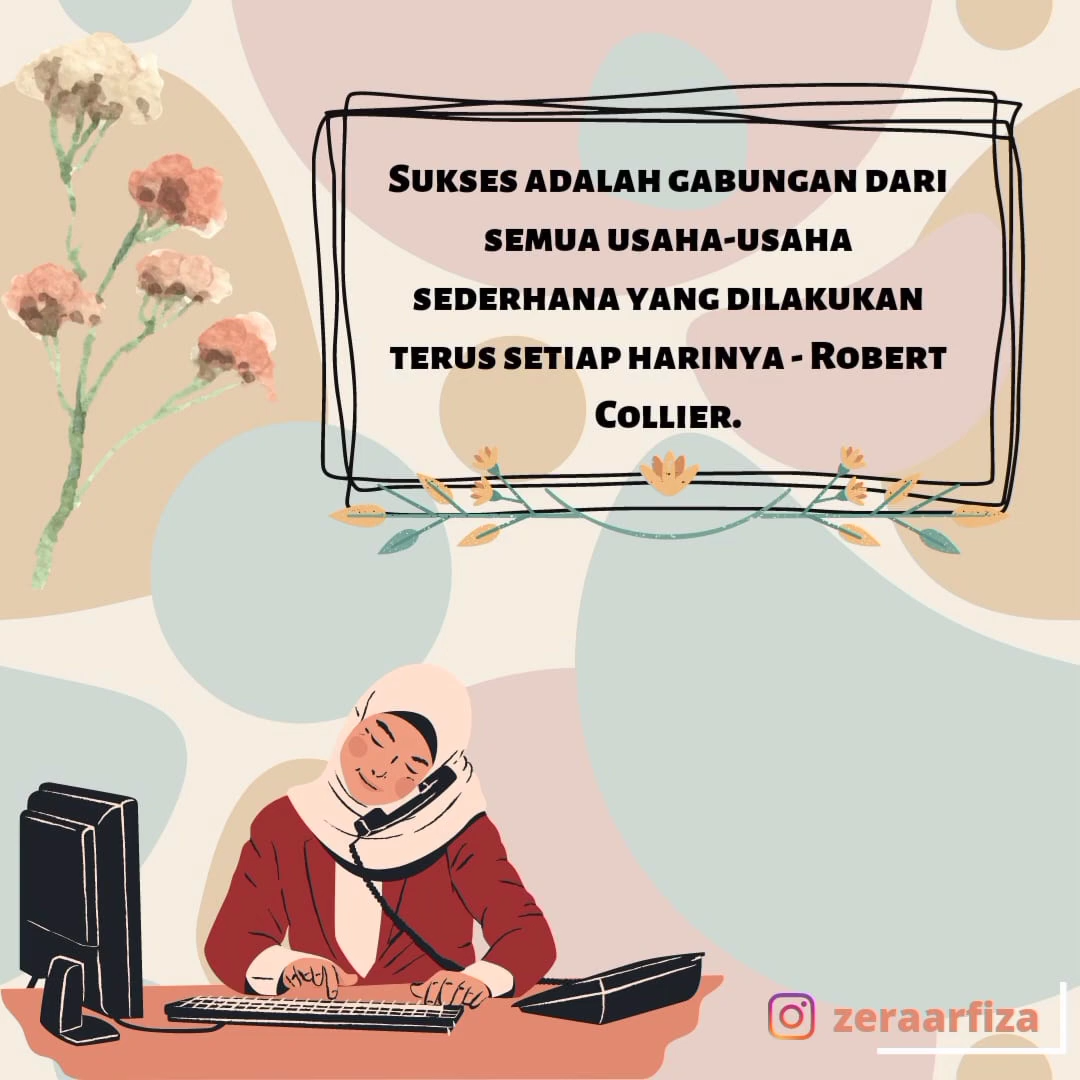 Sukses adalah gabungan dari
semua usaha-usaha
sederhana yang dilakukan
terus setiap harinya - Robert
Collier.
zeraarfiza